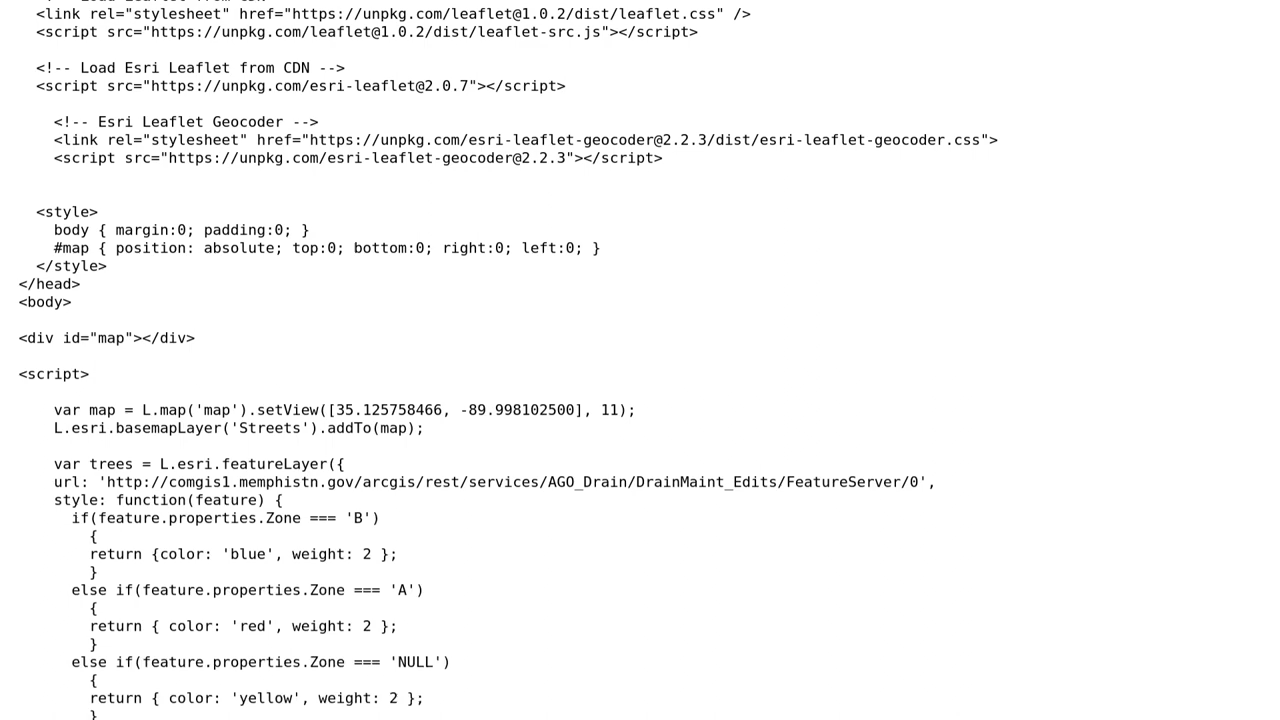 <link rel="stylesheet" href="https://unpkg.com/leaflet@1.0.2/dist/leaflet.css" />
<script src="https://unpkg.com/leaflet@1.0.2/dist/leaflet-src.js"></script>
<!-- Load Esri Leaflet from CDN -->
<script src="https://unpkg.com/esri-leaflet@2.0.7"></script>
<!-- Esri Leaflet Geocoder -->
<link rel="stylesheet" href="https://unpkg.com/esri-leaflet-geocoder@2.2.3/dist/esri-leaflet-geocoder.css">
<script src="https://unpkg.com/esri-leaflet-geocoder@2.2.3"></script>
<style>
body { margin:0; padding:0; }
#map { position: absolute; top:0; bottom:0; right:0; left:0; }
</style>
</head>
<body>
<div id="map"></div>
<script>
var map = L.map('map').setView([35.125758466, -89.998102500], 11);
L.esri.basemapLayer('Streets').addTo(map);
var trees = L.esri.featureLayer({
url: 'http://comgis1.memphistn.gov/arcgis/rest/services/AGO_Drain/DrainMaint_Edits/FeatureServer/0',
style: function(feature) {
if(feature.properties.Zone === 'B')
{
return {color: 'blue', weight: 2 };
}
else if(feature.properties.Zone === 'A')
{
return { color: 'red', weight: 2 };
}
else if(feature.properties.Zone === 'NULL')
{
return { color: 'yellow', weight: 2 };
}